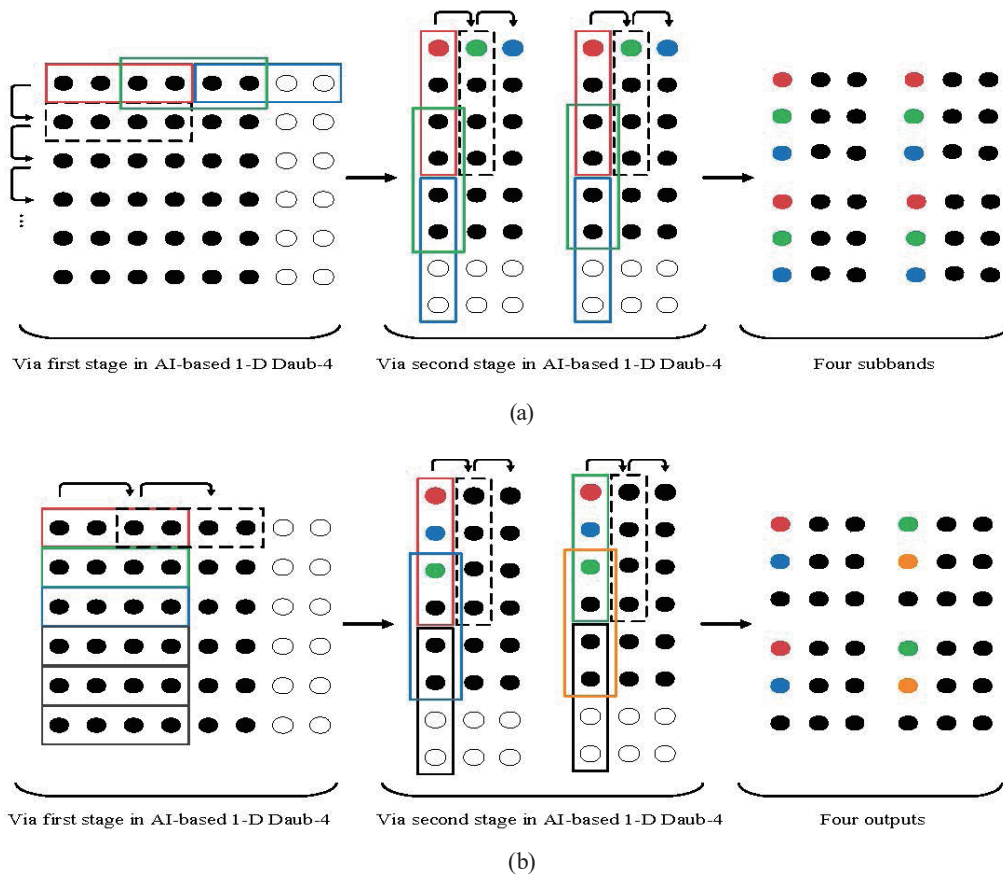 Via first stage in AI-based 1-D Daub-4
Via second stage in AI-based 1-D Daub-4
Four subbands
(a)
Via first stage in AI-based 1-D Daub-4
Via second stage in AI-based 1-D Daub-4
Four outputs
(b)